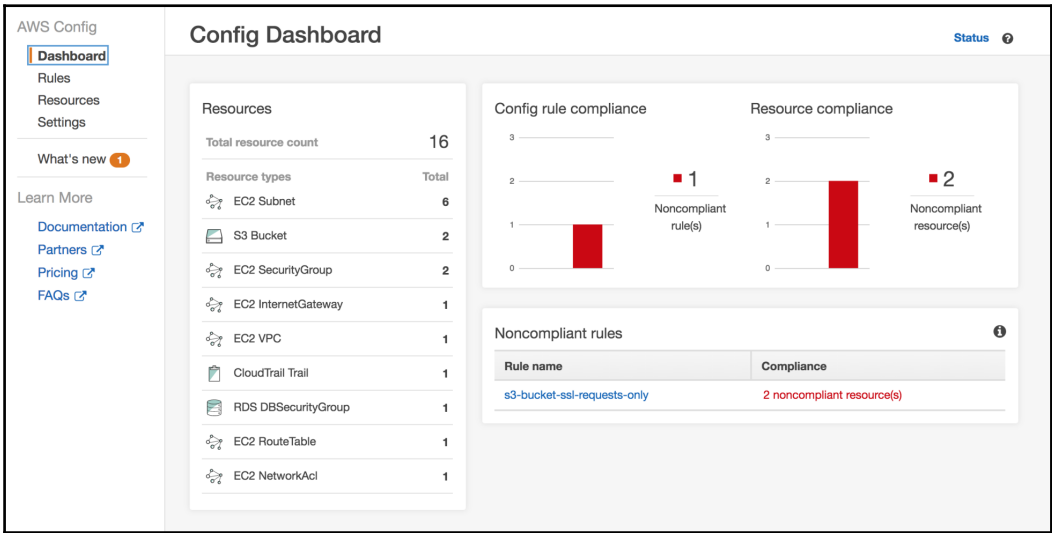 AWS Config
Dashboard
Rules
Resources
Settings
What's new 1
Learn More
Documentation
Partners
Pricing
FAQs
Config Dashboard
Status ?
Resources
Total resource count 16
Resource types Total
EC2 Subnet 6
S3 Bucket 2
EC2 SecurityGroup 2
EC2 InternetGateway 1
EC2 VPC 1
CloudTrail Trail 1
RDS DBSecurityGroup 1
EC2 RouteTable 1
EC2 NetworkAcl 1
Config rule compliance
3
2
1
0
1
Noncompliant
rule(s)
Resource compliance
3
2
1
0
2
Noncompliant
resource(s)
Noncompliant rules i
Rule name Compliance
s3-bucket-ssl-requests-only 2 noncompliant resource(s)